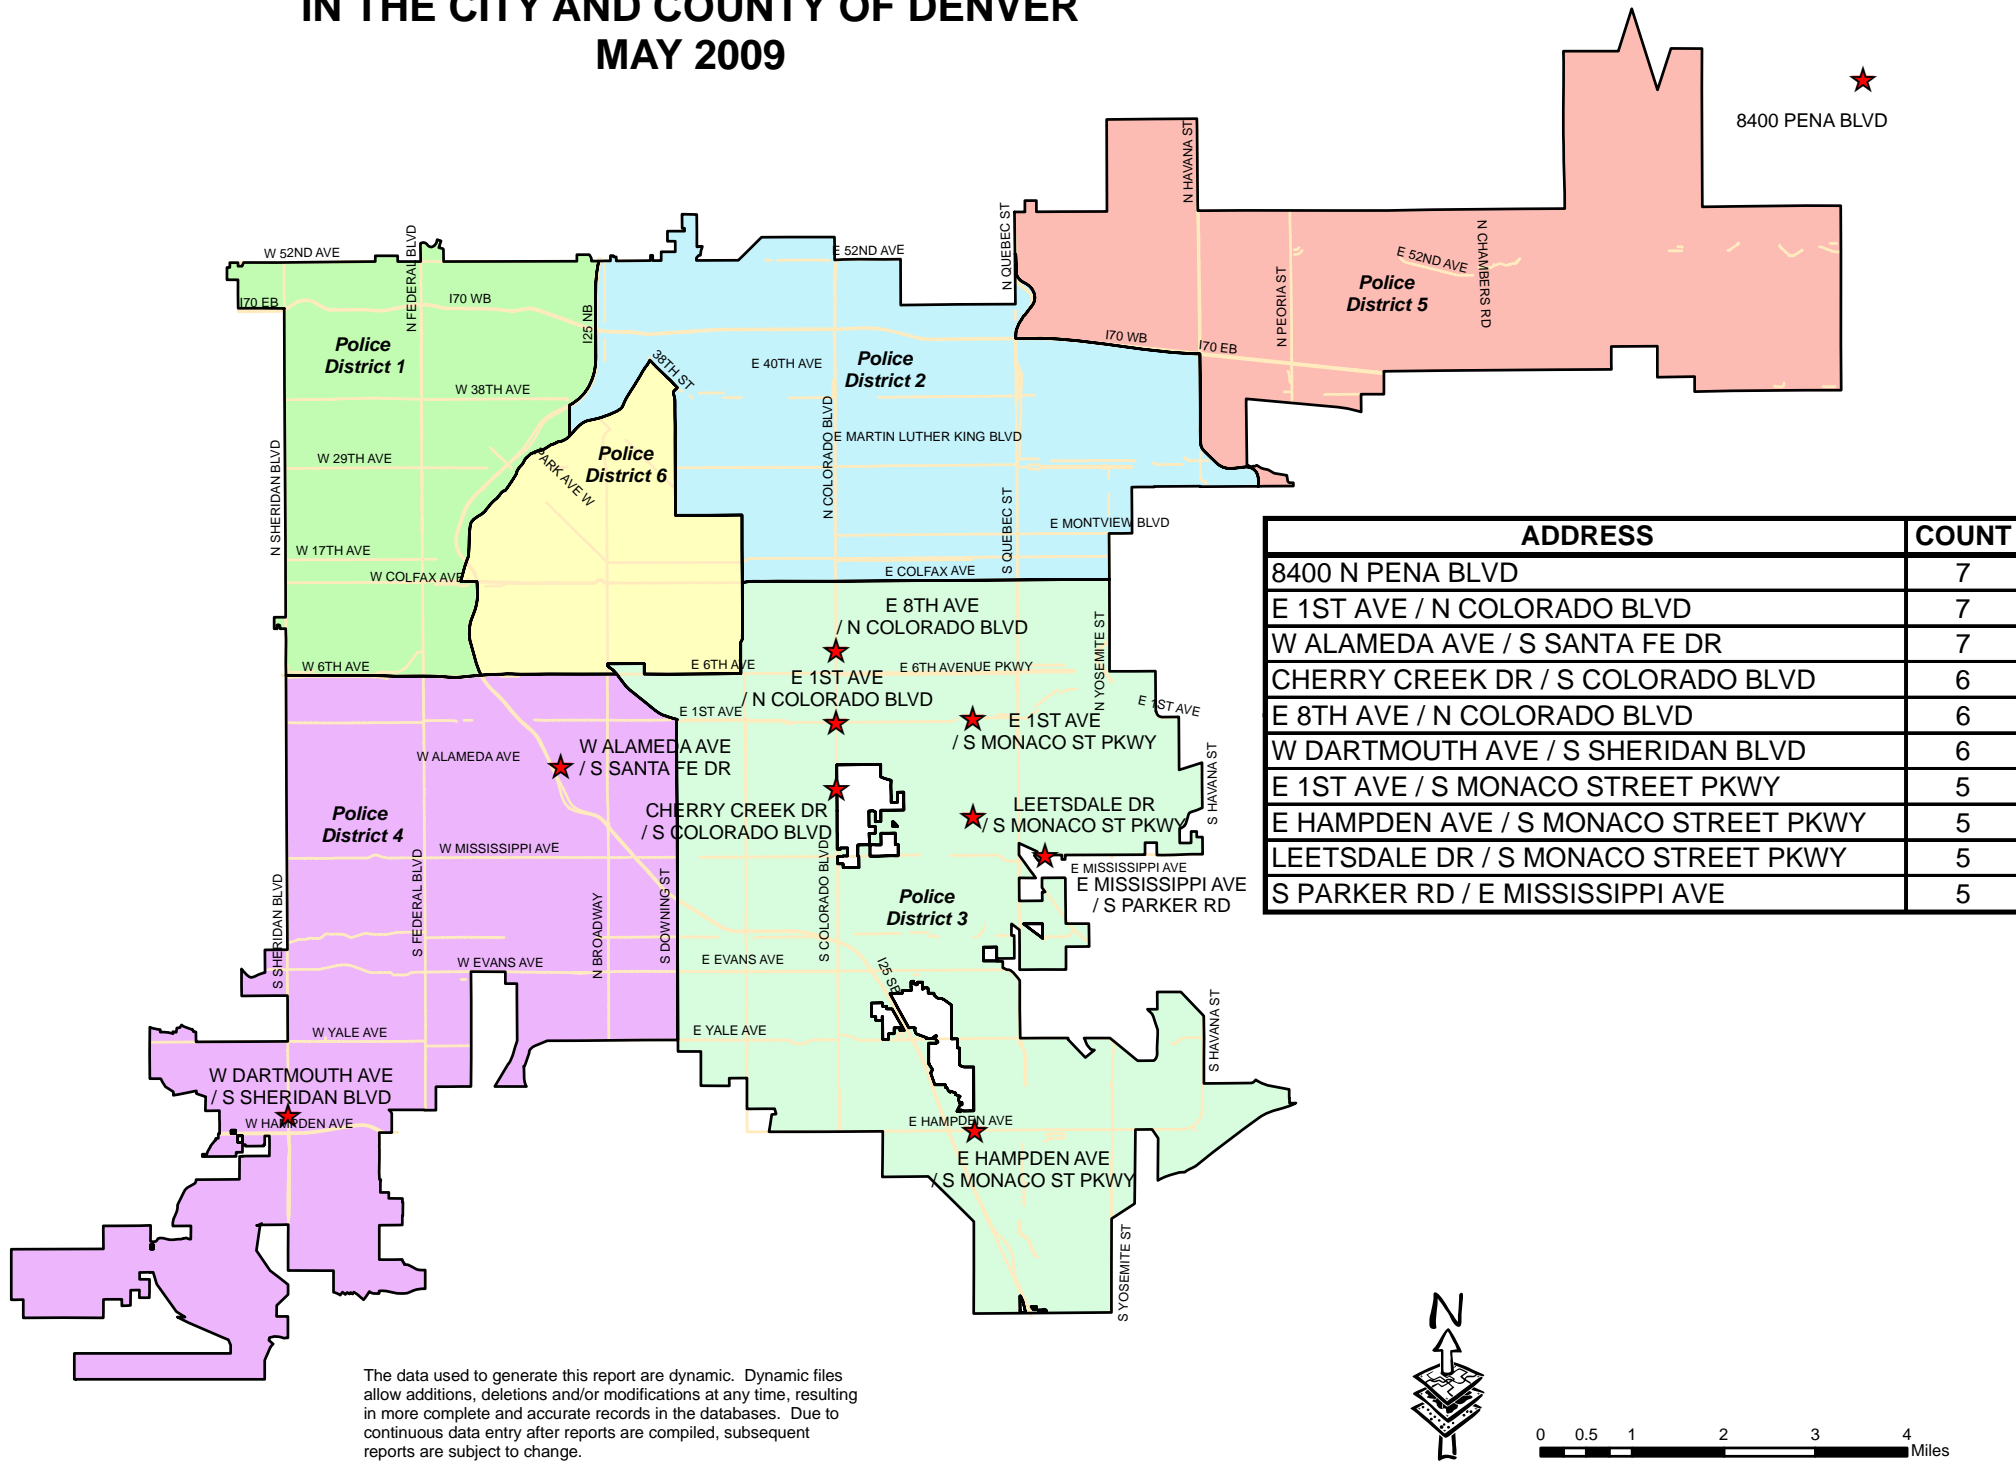 IN THE CITY AND COUNTY OF DENVER
MAY 2009
8400 PENA BLVD
N HAVANA ST
N QUEBEC ST
W 52ND AVE
N FEDERAL BLVD
E 52ND AVE
N CHAMBERS RD
E 52ND AVE
Police
District 5
N PEORIA ST
I70 EB
I70 WB
I25 NB
I70 WB
I70 EB
Police
District 1
38TH ST
E 40TH AVE
Police
District 2
W 38TH AVE
N COLORADO BLVD
E MARTIN LUTHER KING BLVD
N SHERIDAN BLVD
W 29TH AVE
PARK AVE W
Police
District 6
S QUEBEC ST
E MONTVIEW BLVD
W 17TH AVE
W COLFAX AVE
E COLFAX AVE
ADDRESS COUNT
8400 N PENA BLVD 7
E 1ST AVE / N COLORADO BLVD 7
W ALAMEDA AVE / S SANTA FE DR 7
CHERRY CREEK DR / S COLORADO BLVD 6
E 8TH AVE / N COLORADO BLVD 6
W DARTMOUTH AVE / S SHERIDAN BLVD 6
E 1ST AVE / S MONACO STREET PKWY 5
E HAMPDEN AVE / S MONACO STREET PKWY 5
LEETSDALE DR / S MONACO STREET PKWY 5
S PARKER RD / E MISSISSIPPI AVE 5
E 8TH AVE
/ N COLORADO BLVD
N YOSEMITE ST
W 6TH AVE
E 6TH AVE
E 6TH AVENUE PKWY
E 1ST AVE
/ N COLORADO BLVD
E 1ST AVE
E 1ST AVE
E 1ST AVE
/ S MONACO ST PKWY
W ALAMEDA AVE
W ALAMEDA AVE
/ S SANTA FE DR
S HAVANA ST
Police
District 4
CHERRY CREEK DR
/ S COLORADO BLVD
LEETSDALE DR
/ S MONACO ST PKWY
W MISSISSIPPI AVE
E MISSISSIPPI AVE
E MISSISSIPPI AVE
/ S PARKER RD
S SHERIDAN BLVD
S FEDERAL BLVD
N BROADWAY
S DOWNING ST
S COLORADO BLVD
Police
District 3
W EVANS AVE
E EVANS AVE
I25 SB
W YALE AVE
E YALE AVE
S HAVANA ST
W DARTMOUTH AVE
/ S SHERIDAN BLVD
W HAMPDEN AVE
E HAMPDEN AVE
E HAMPDEN AVE
/ S MONACO ST PKWY
S YOSEMITE ST
N
The data used to generate this report are dynamic. Dynamic files
allow additions, deletions and/or modifications at any time, resulting
in more complete and accurate records in the databases. Due to
continuous data entry after reports are compiled, subsequent
reports are subject to change.
0 0.5 1 2 3 4
Miles